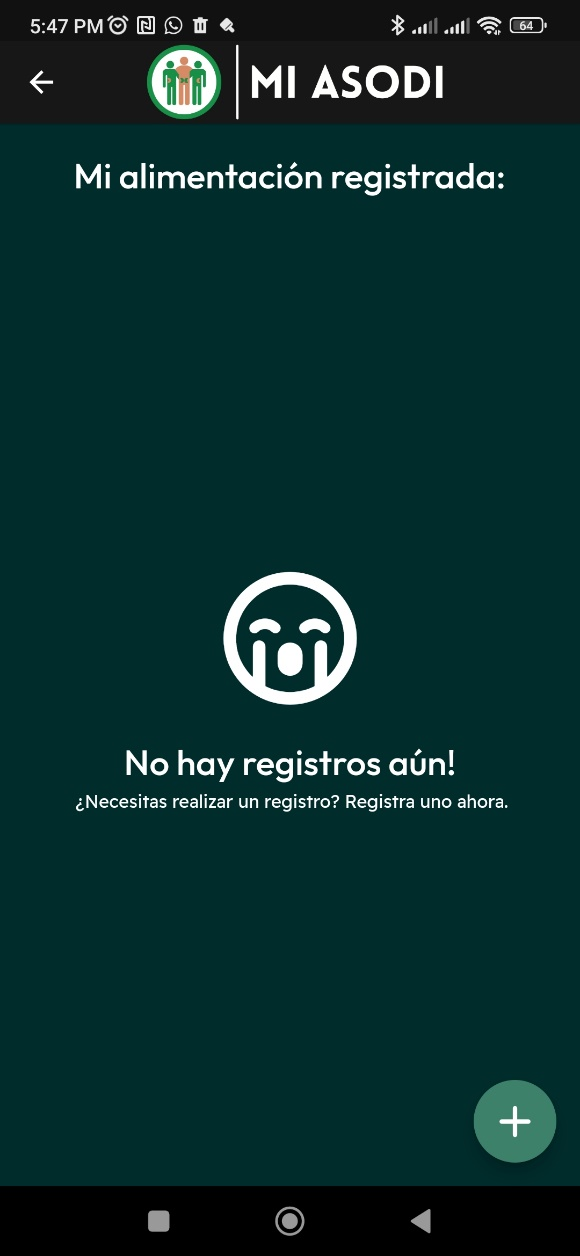 5:47 PM
64
MI ASODI
Mi alimentación registrada:
No hay registros aún!
¿Necesitas realizar un registro? Registra uno ahora.